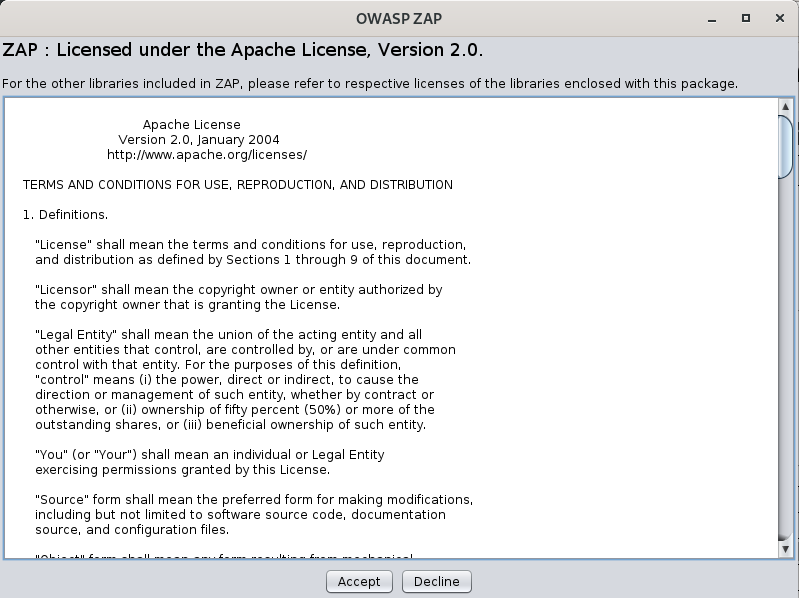 OWASP ZAP
ZAP : Licensed under the Apache License, Version 2.0.
For the other libraries included in ZAP, please refer to respective licenses of the libraries enclosed with this package.
Apache License
Version 2.0, January 2004
http://www.apache.org/licenses/
TERMS AND CONDITIONS FOR USE, REPRODUCTION, AND DISTRIBUTION
1. Definitions.
"License" shall mean the terms and conditions for use, reproduction,
and distribution as defined by Sections 1 through 9 of this document.
"Licensor" shall mean the copyright owner or entity authorized by
the copyright owner that is granting the License.
"Legal Entity" shall mean the union of the acting entity and all
other entities that control, are controlled by, or are under common
control with that entity. For the purposes of this definition,
"control" means (i) the power, direct or indirect, to cause the
direction or management of such entity, whether by contract or
otherwise, or (ii) ownership of fifty percent (50%) or more of the
outstanding shares, or (iii) beneficial ownership of such entity.
"You" (or "Your") shall mean an individual or Legal Entity
exercising permissions granted by this License.
"Source" form shall mean the preferred form for making modifications,
including but not limited to software source code, documentation
source, and configuration files.
"Object" form shall mean any form resulting from mechanical
Accept
Decline